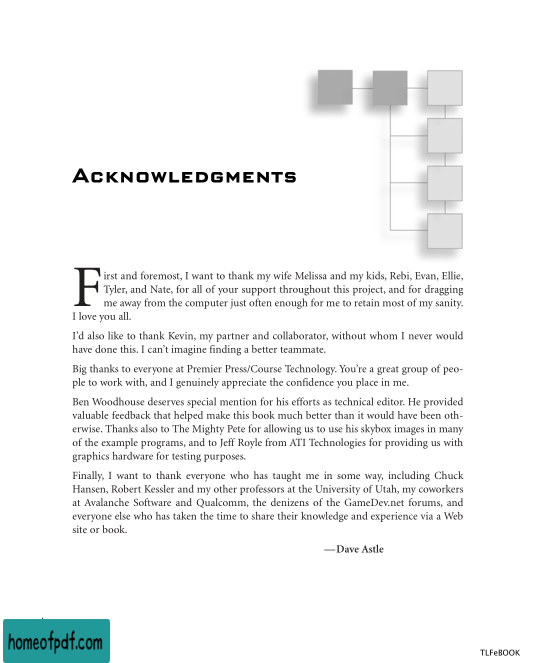 ACKNOWLEDGMENTS
First and foremost, I want to thank my wife Melissa and my kids, Rebi, Evan, Ellie,
Tyler, and Nate, for all of your support throughout this project, and for dragging
me away from the computer just often enough for me to retain most of my sanity.
I love you all.
I'd also like to thank Kevin, my partner and collaborator, without whom I never would
have done this. I can't imagine finding a better teammate.
Big thanks to everyone at Premier Press/Course Technology. You're a great group of peo-
ple to work with, and I genuinely appreciate the confidence you place in me.
Ben Woodhouse deserves special mention for his efforts as technical editor. He provided
valuable feedback that helped make this book much better than it would have been oth-
erwise. Thanks also to The Mighty Pete for allowing us to use his skybox images in many
of the example programs, and to Jeff Royle from ATI Technologies for providing us with
graphics hardware for testing purposes.
Finally, I want to thank everyone who has taught me in some way, including Chuck
Hansen, Robert Kessler and my other professors at the University of Utah, my coworkers
at Avalanche Software and Qualcomm, the denizens of the GameDev.net forums, and
everyone else who has taken the time to share their knowledge and experience via a Web
site or book.
—Dave Astle
homeofpdf.com
TLFeBOOK